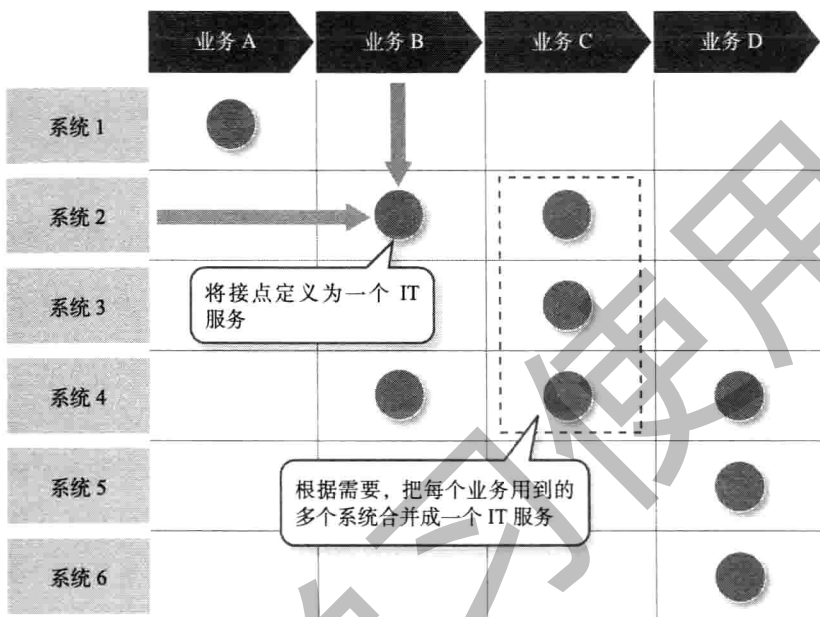 业务 A
业务 B
业务 C
业务 D
系统 1
系统 2
将接点定义为一个 IT
服务
系统 3
系统 4
根据需要，把每个业务用到的
多个系统合并成一个 IT 服务
系统 5
系统 6
习使用